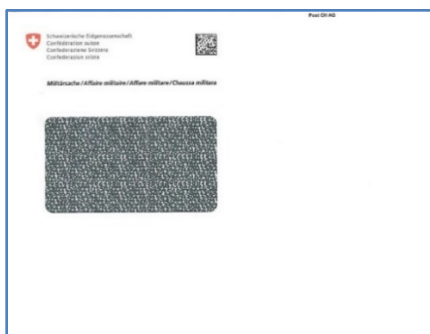 Post CH AG
Schweizerische Eidgenossenschaft
Confédération suisse
Confederazione Svizzera
Confederaziun svizra
Militärsache / Affaire militaire / Affare militare / Chaussa militara